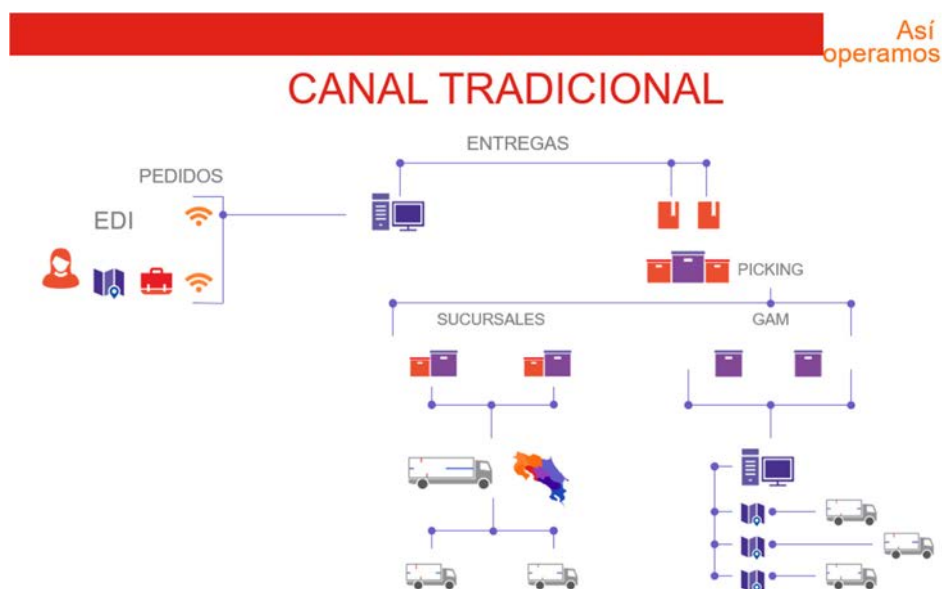 Así
operamos
CANAL TRADICIONAL
ENTREGAS
PEDIDOS
EDI
PICKING
SUCURSALES
GAM